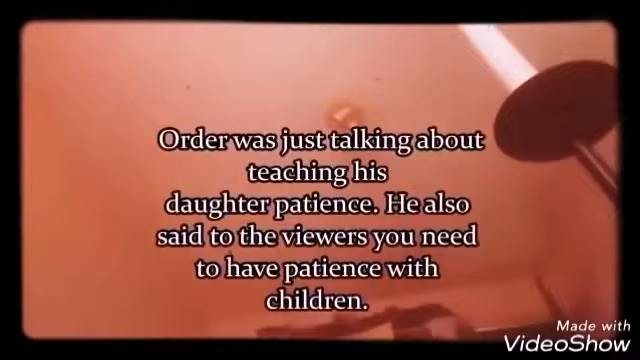 Order was just talking about
teaching his
daughter patience. He also
said to the viewers you need
to have patience with
children.
Made with
VideoShow